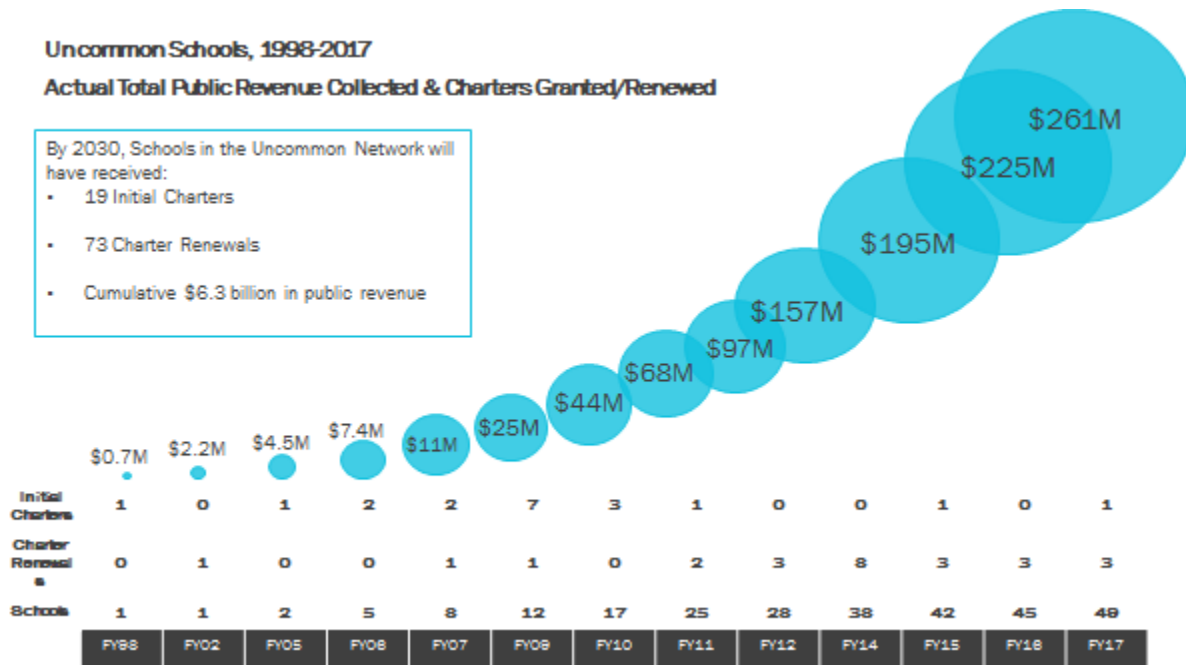 Uncommon Schools, 1998-2017
Actual Total Public Revenue Collected & Charters Granted/Renewed
By 2030, Schools in the Uncommon Network will
have received:
• 19 Initial Charters
• 73 Charter Renewals
• Cumulative $6.3 billion in public revenue
$261M
$225M
$195M
$157M
$97M
$68M
$44M
$25M
$11M
$7.4M
$4.5M
$2.2M
$0.7M
Initial
Charters
1 0 1 2 2 7 3 1 0 0 1 0 1
Charter
Renewal
s
0 1 0 0 1 1 0 2 3 8 3 3 3
Schools 1 1 2 5 8 12 17 25 28 38 42 45 49
FY98 FY02 FY05 FY06 FY07 FY09 FY10 FY11 FY12 FY14 FY15 FY16 FY17